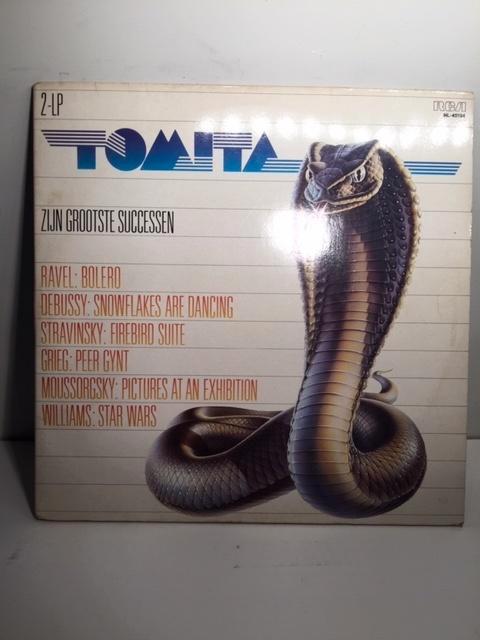 2-LP
RCA
TOMITA
ZIJN GROOTSTE SUCCESSEN
RAVEL: BOLERO
DEBUSSY: SNOWFLAKES ARE DANCING
STRAVINSKY: FIREBIRD SUITE
GRIEG: PEER GYNT
MOUSSORGSKY: PICTURES AT AN EXHIBITION
WILLIAMS: STAR WARS